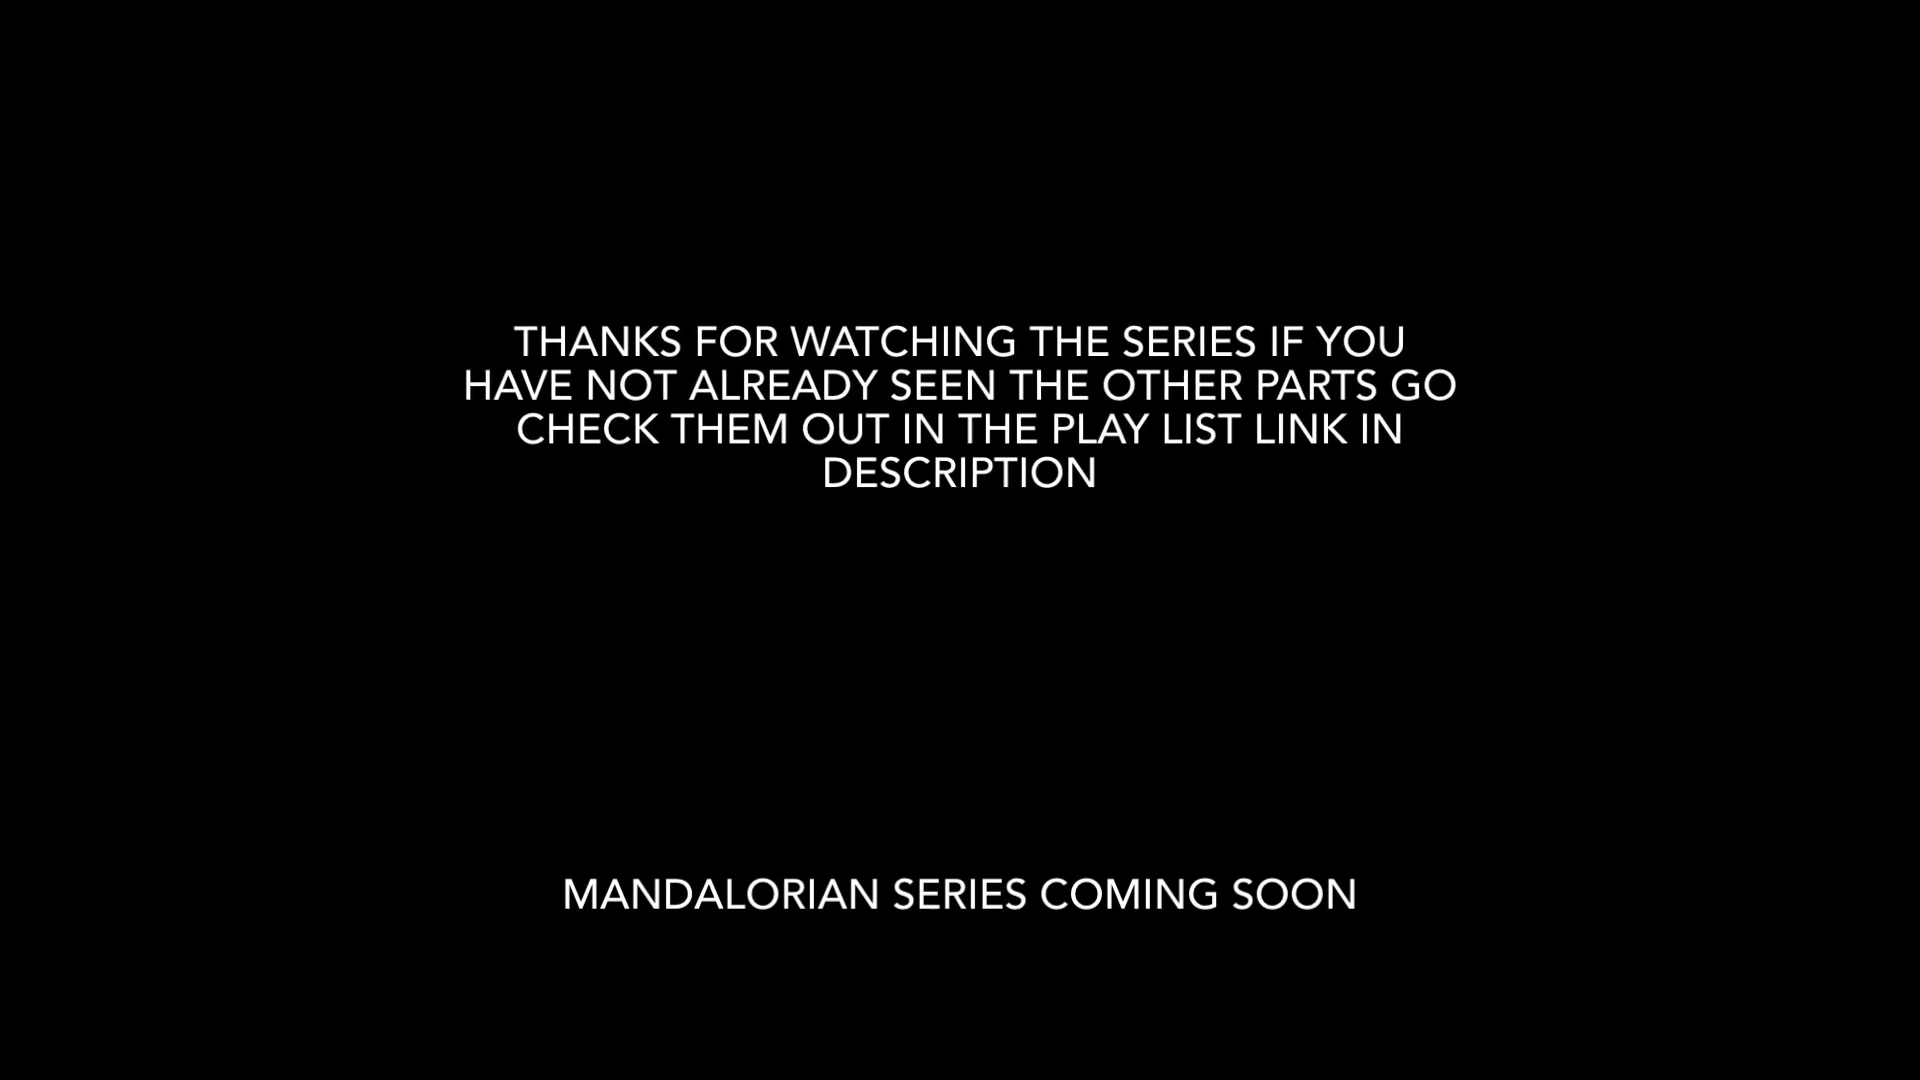 THANKS FOR WATCHING THE SERIES IF YOU
HAVE NOT ALREADY SEEN THE OTHER PARTS GO
CHECK THEM OUT IN THE PLAY LIST LINK IN
DESCRIPTION
MANDALORIAN SERIES COMING SOON